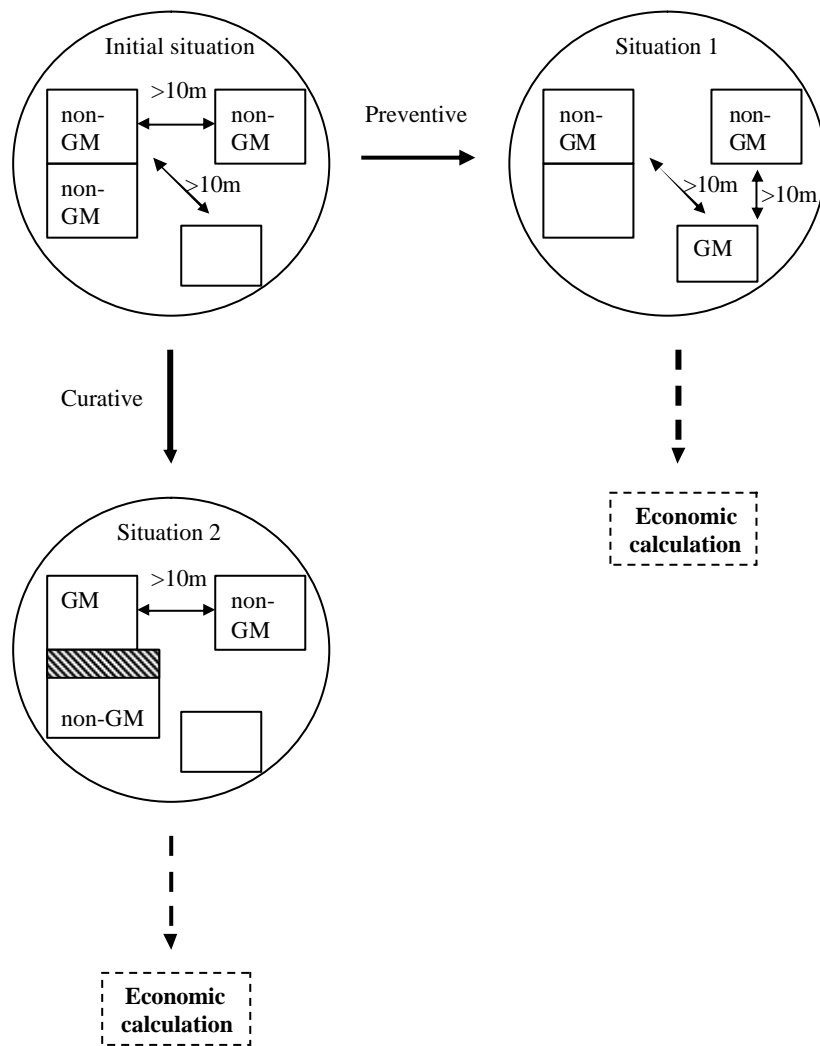 Initial situation
>10m
non-
GM
non-
GM
non-
GM
>10m
Preventive
Situation 1
non-
GM
non-
GM
>10m
>10m
GM
Curative
Economic
calculation
Situation 2
>10m
GM
non-
GM
non-GM
Economic
calculation